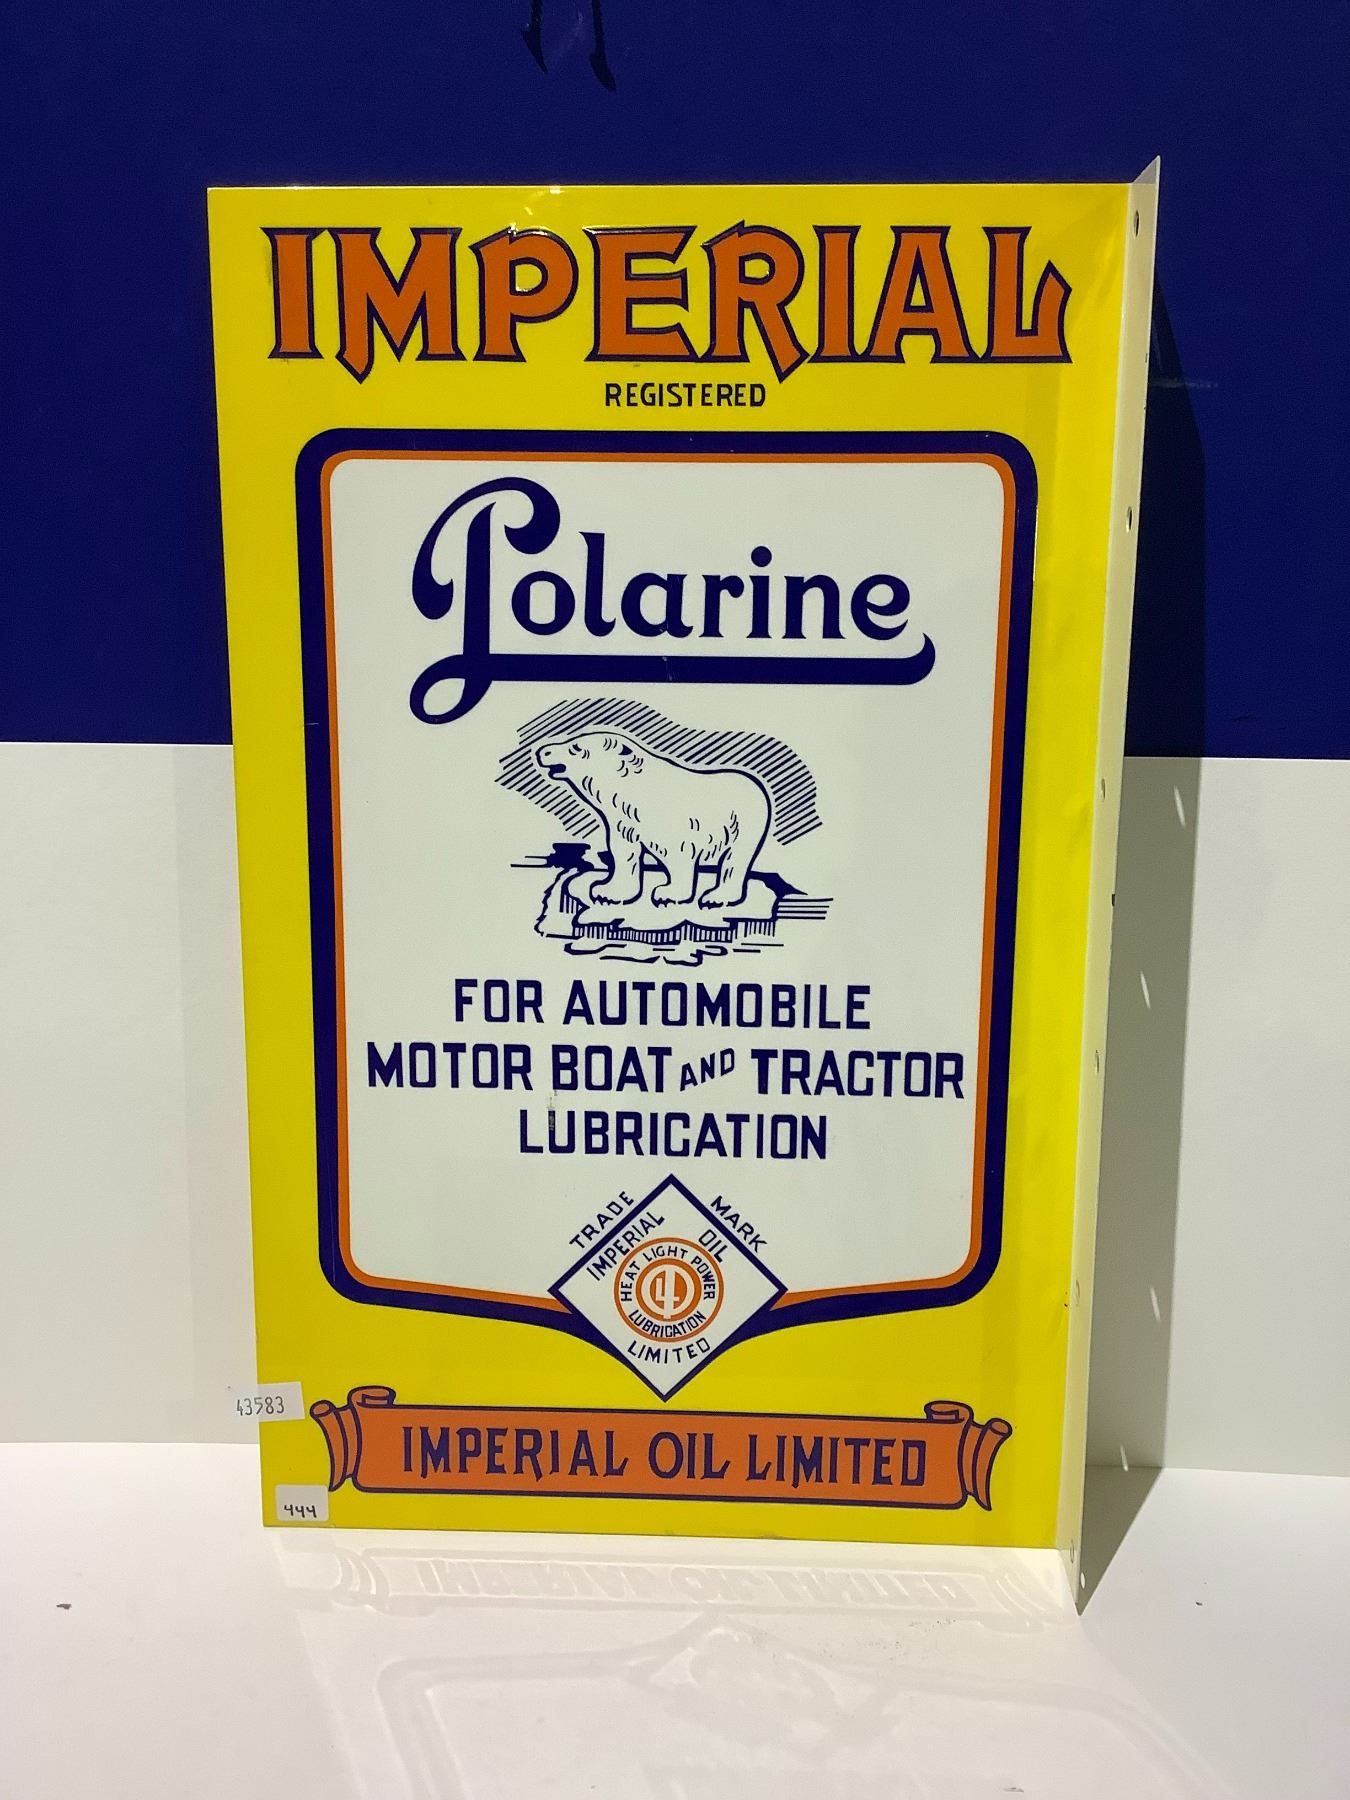 IMPERIAL
REGISTERED
Polarine
FOR AUTOMOBILE
MOTOR BOAT AND TRACTOR
LUBRICATION
TRADE MARK
IMPERIAL OIL
HEAT LIGHT POWER
4
LUBRICATION
LIMITED
43583
IMPERIAL OIL LIMITED
444